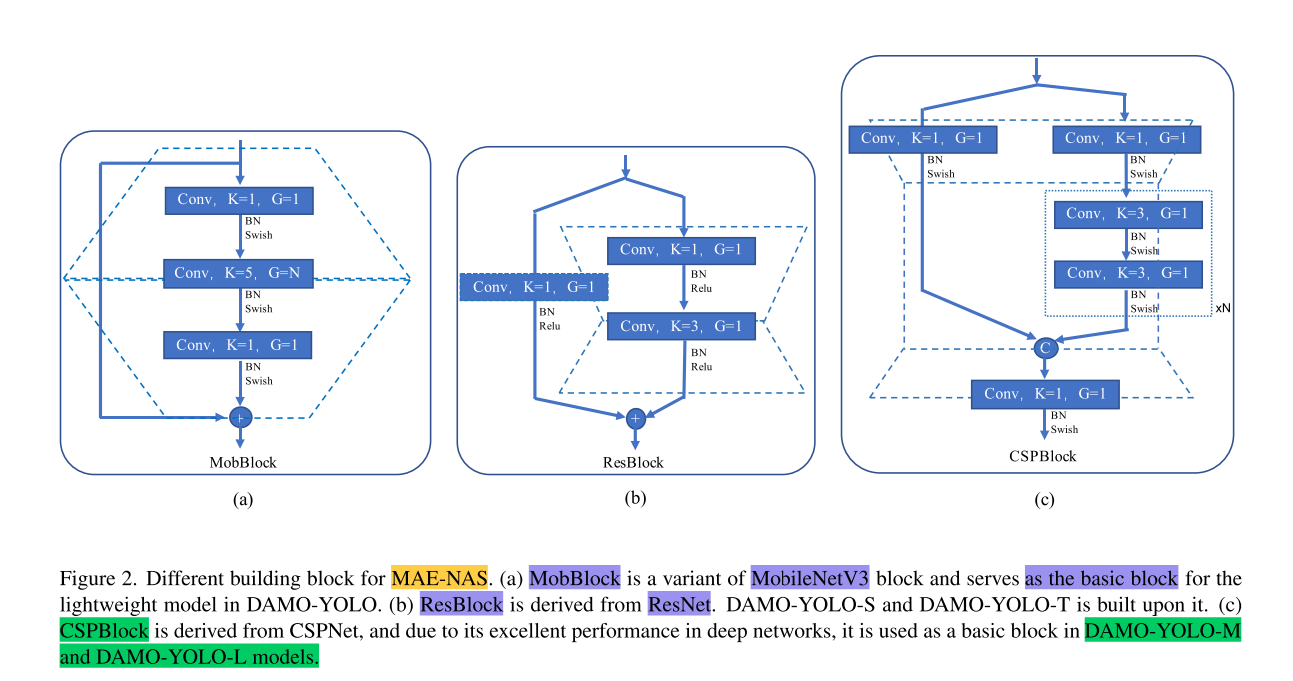 Conv, K=1, G=1
BN
Swish
Conv, K=5, G=N
BN
Swish
Conv, K=1, G=1
BN
Swish
+
MobBlock
(a)
Conv, K=1, G=1
BN
Relu
Conv, K=1, G=1
BN
Relu
Conv, K=3, G=1
BN
Relu
+
ResBlock
(b)
Conv, K=1, G=1
BN
Swish
Conv, K=1, G=1
BN
Swish
Conv, K=3, G=1
BN
Swish
Conv, K=3, G=1
BN
Swish
xN
C
Conv, K=1, G=1
BN
Swish
CSPBlock
(c)
Figure 2. Different building block for MAE-NAS. (a) MobBlock is a variant of MobileNetV3 block and serves as the basic block for the
lightweight model in DAMO-YOLO. (b) ResBlock is derived from ResNet. DAMO-YOLO-S and DAMO-YOLO-T is built upon it. (c)
CSPBlock is derived from CSPNet, and due to its excellent performance in deep networks, it is used as a basic block in DAMO-YOLO-M
and DAMO-YOLO-L models.